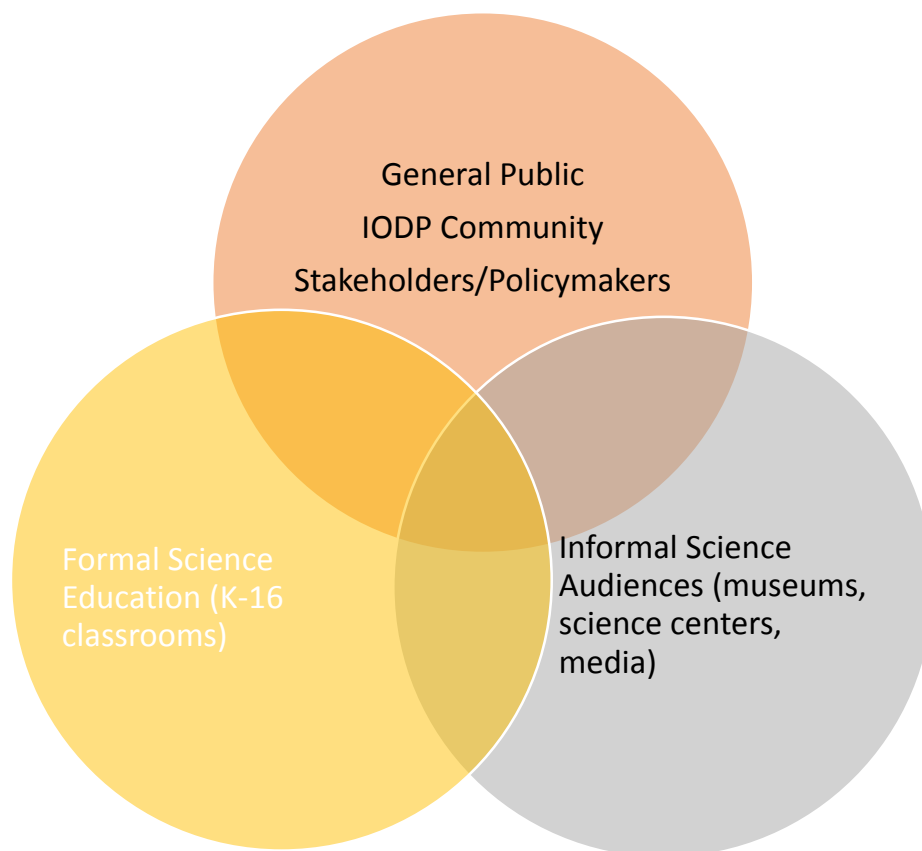 General Public
IODP Community
Stakeholders/Policymakers
Formal Science
Education (K-16
classrooms)
Informal Science
Audiences (museums,
science centers,
media)